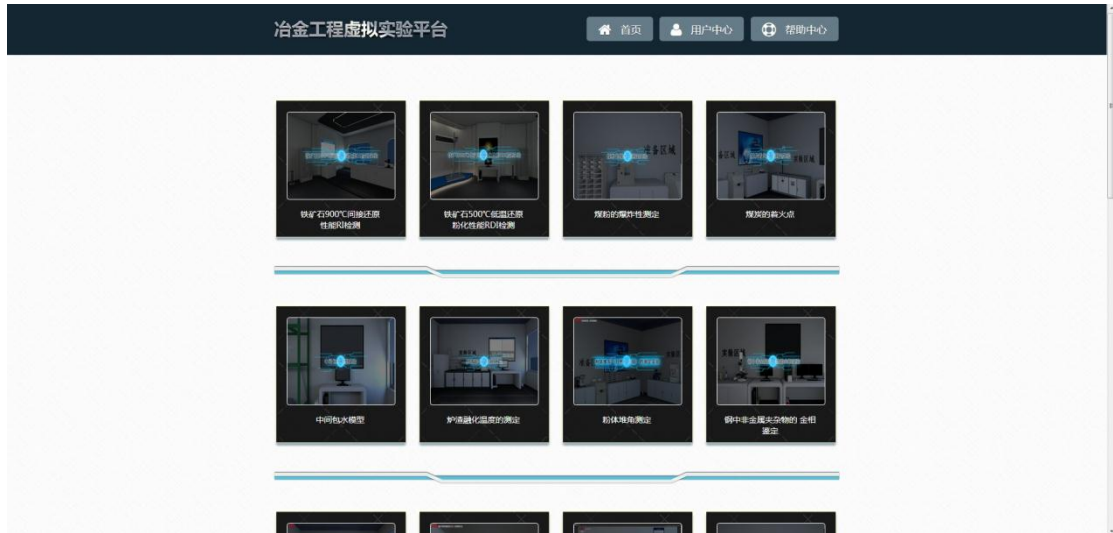 冶金工程虚拟实验平台
首页
用户中心
帮助中心
铁矿石900℃间接还原
性能RI检测
铁矿石500℃低温还原
粉化性能RDI检测
煤粉的爆炸性测定
煤炭的着火点
准备区域
中间包水模型
炉渣融化温度的测定
粉体堆角测定
钢中非金属夹杂物的 金相
鉴定